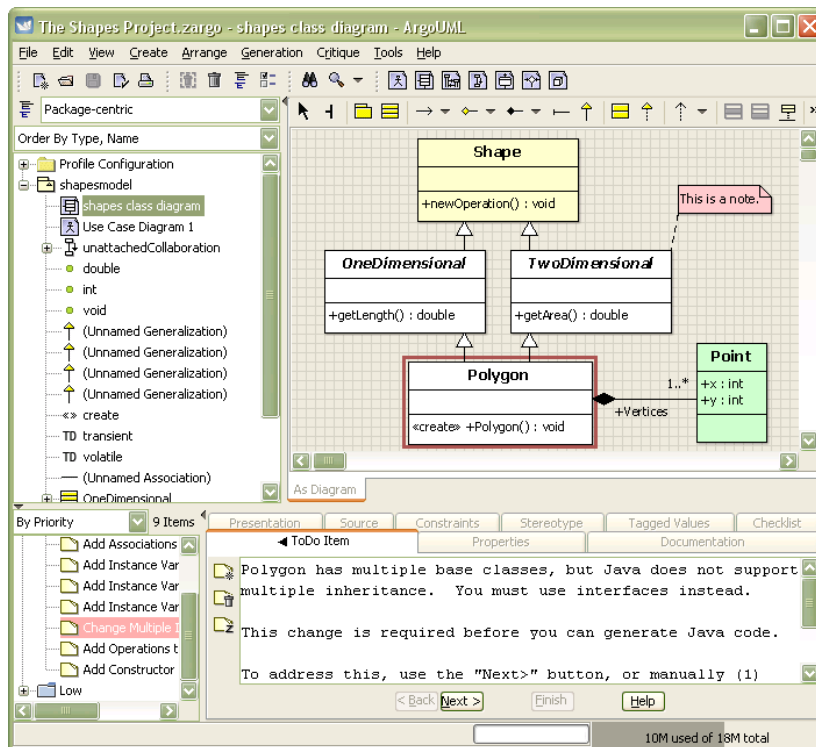 The Shapes Project.zargo - shapes class diagram - ArgoUML
File Edit View Create Arrange Generation Critique Tools Help
Package-centric
Order By Type, Name
Profile Configuration
shapesmodel
shapes class diagram
Use Case Diagram 1
unattachedCollaboration
double
int
void
(Unnamed Generalization)
(Unnamed Generalization)
(Unnamed Generalization)
(Unnamed Generalization)
«» create
TD transient
TD volatile
(Unnamed Association)
OneDimensional
Shape
+newOperation() : void
This is a note.
OneDimensional
+getLength() : double
TwoDimensional
+getArea() : double
Polygon
«create» +Polygon() : void
1..*
+Vertices
Point
+x : int
+y : int
As Diagram
By Priority
9 Items
Add Associations
Add Instance Var
Add Instance Var
Add Instance Var
Change Multiple I
Add Operations t
Add Constructor
Low
Presentation Source Constraints Stereotype Tagged Values Checklist
ToDo Item Properties Documentation
Polygon has multiple base classes, but Java does not support
multiple inheritance. You must use interfaces instead.
This change is required before you can generate Java code.
To address this, use the "Next>" button, or manually (1)
< Back Next > Finish Help
10M used of 18M total